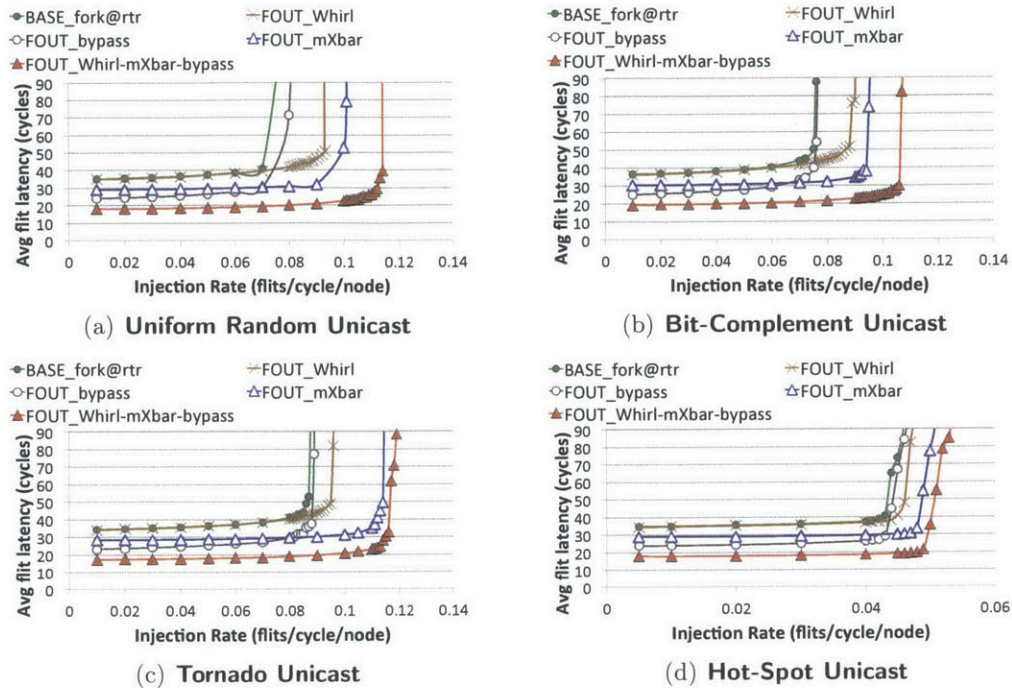 BASE_fork@rtr FOUT_Whirl
FOUT_bypass FOUT_mXbar
FOUT_Whirl-mXbar-bypass
Avg flit latency (cycles)
90
80
70
60
50
40
30
20
10
0
0 0.02 0.04 0.06 0.08 0.1 0.12 0.14
Injection Rate (flits/cycle/node)
(a) Uniform Random Unicast
BASE_fork@rtr FOUT_Whirl
FOUT_bypass FOUT_mXbar
FOUT_Whirl-mXbar-bypass
Avg flit latency (cycles)
90
80
70
60
50
40
30
20
10
0
0 0.02 0.04 0.06 0.08 0.1 0.12 0.14
Injection Rate (flits/cycle/node)
(b) Bit-Complement Unicast
BASE_fork@rtr FOUT_Whirl
FOUT_bypass FOUT_mXbar
FOUT_Whirl-mXbar-bypass
Avg flit latency (cycles)
90
80
70
60
50
40
30
20
10
0
0 0.02 0.04 0.06 0.08 0.1 0.12 0.14
Injection Rate (flits/cycle/node)
(c) Tornado Unicast
BASE_fork@rtr FOUT_Whirl
FOUT_bypass FOUT_mXbar
FOUT_Whirl-mXbar-bypass
Avg flit latency (cycles)
90
80
70
60
50
40
30
20
10
0
0 0.02 0.04 0.06
Injection Rate (flits/cycle/node)
(d) Hot-Spot Unicast